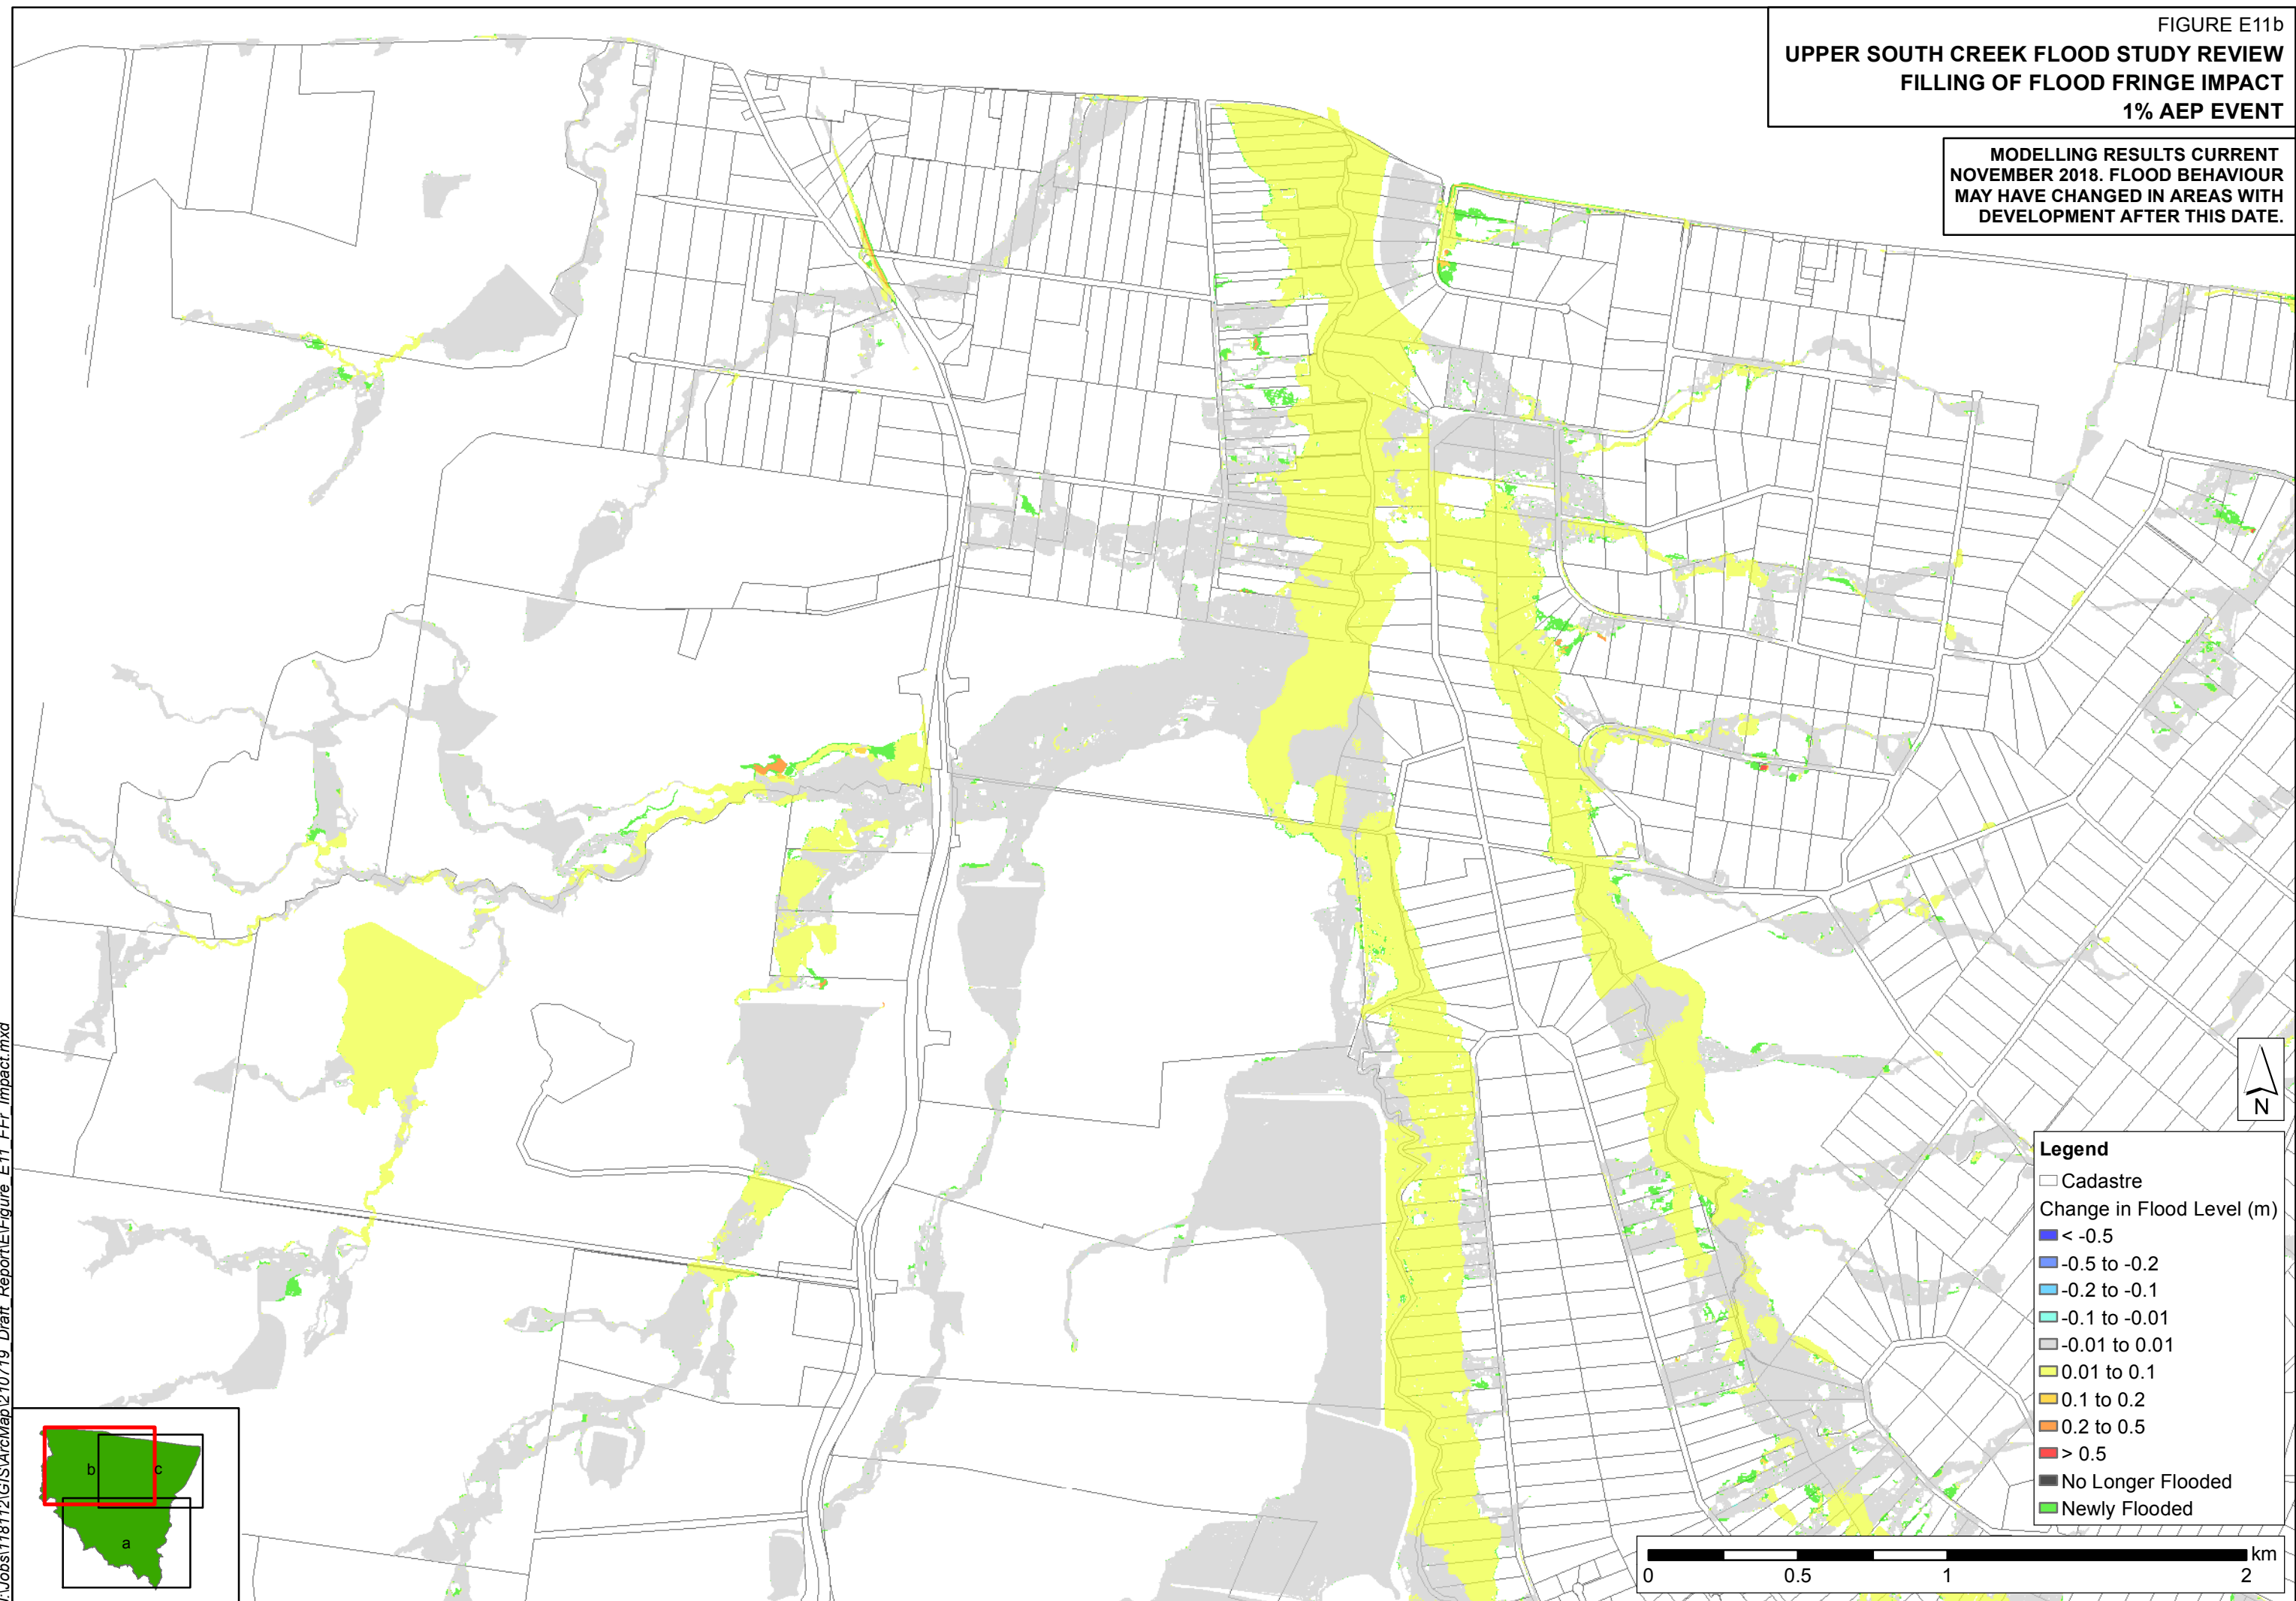 FIGURE E11b
UPPER SOUTH CREEK FLOOD STUDY REVIEW
FILLING OF FLOOD FRINGE IMPACT
1% AEP EVENT
MODELLING RESULTS CURRENT
NOVEMBER 2018. FLOOD BEHAVIOUR
MAY HAVE CHANGED IN AREAS WITH
DEVELOPMENT AFTER THIS DATE.
N
Legend
Cadastre
Change in Flood Level (m)
< -0.5
-0.5 to -0.2
-0.2 to -0.1
-0.1 to -0.01
-0.01 to 0.01
0.01 to 0.1
0.1 to 0.2
0.2 to 0.5
> 0.5
No Longer Flooded
Newly Flooded
km
0 0.5 1 2
b c
a